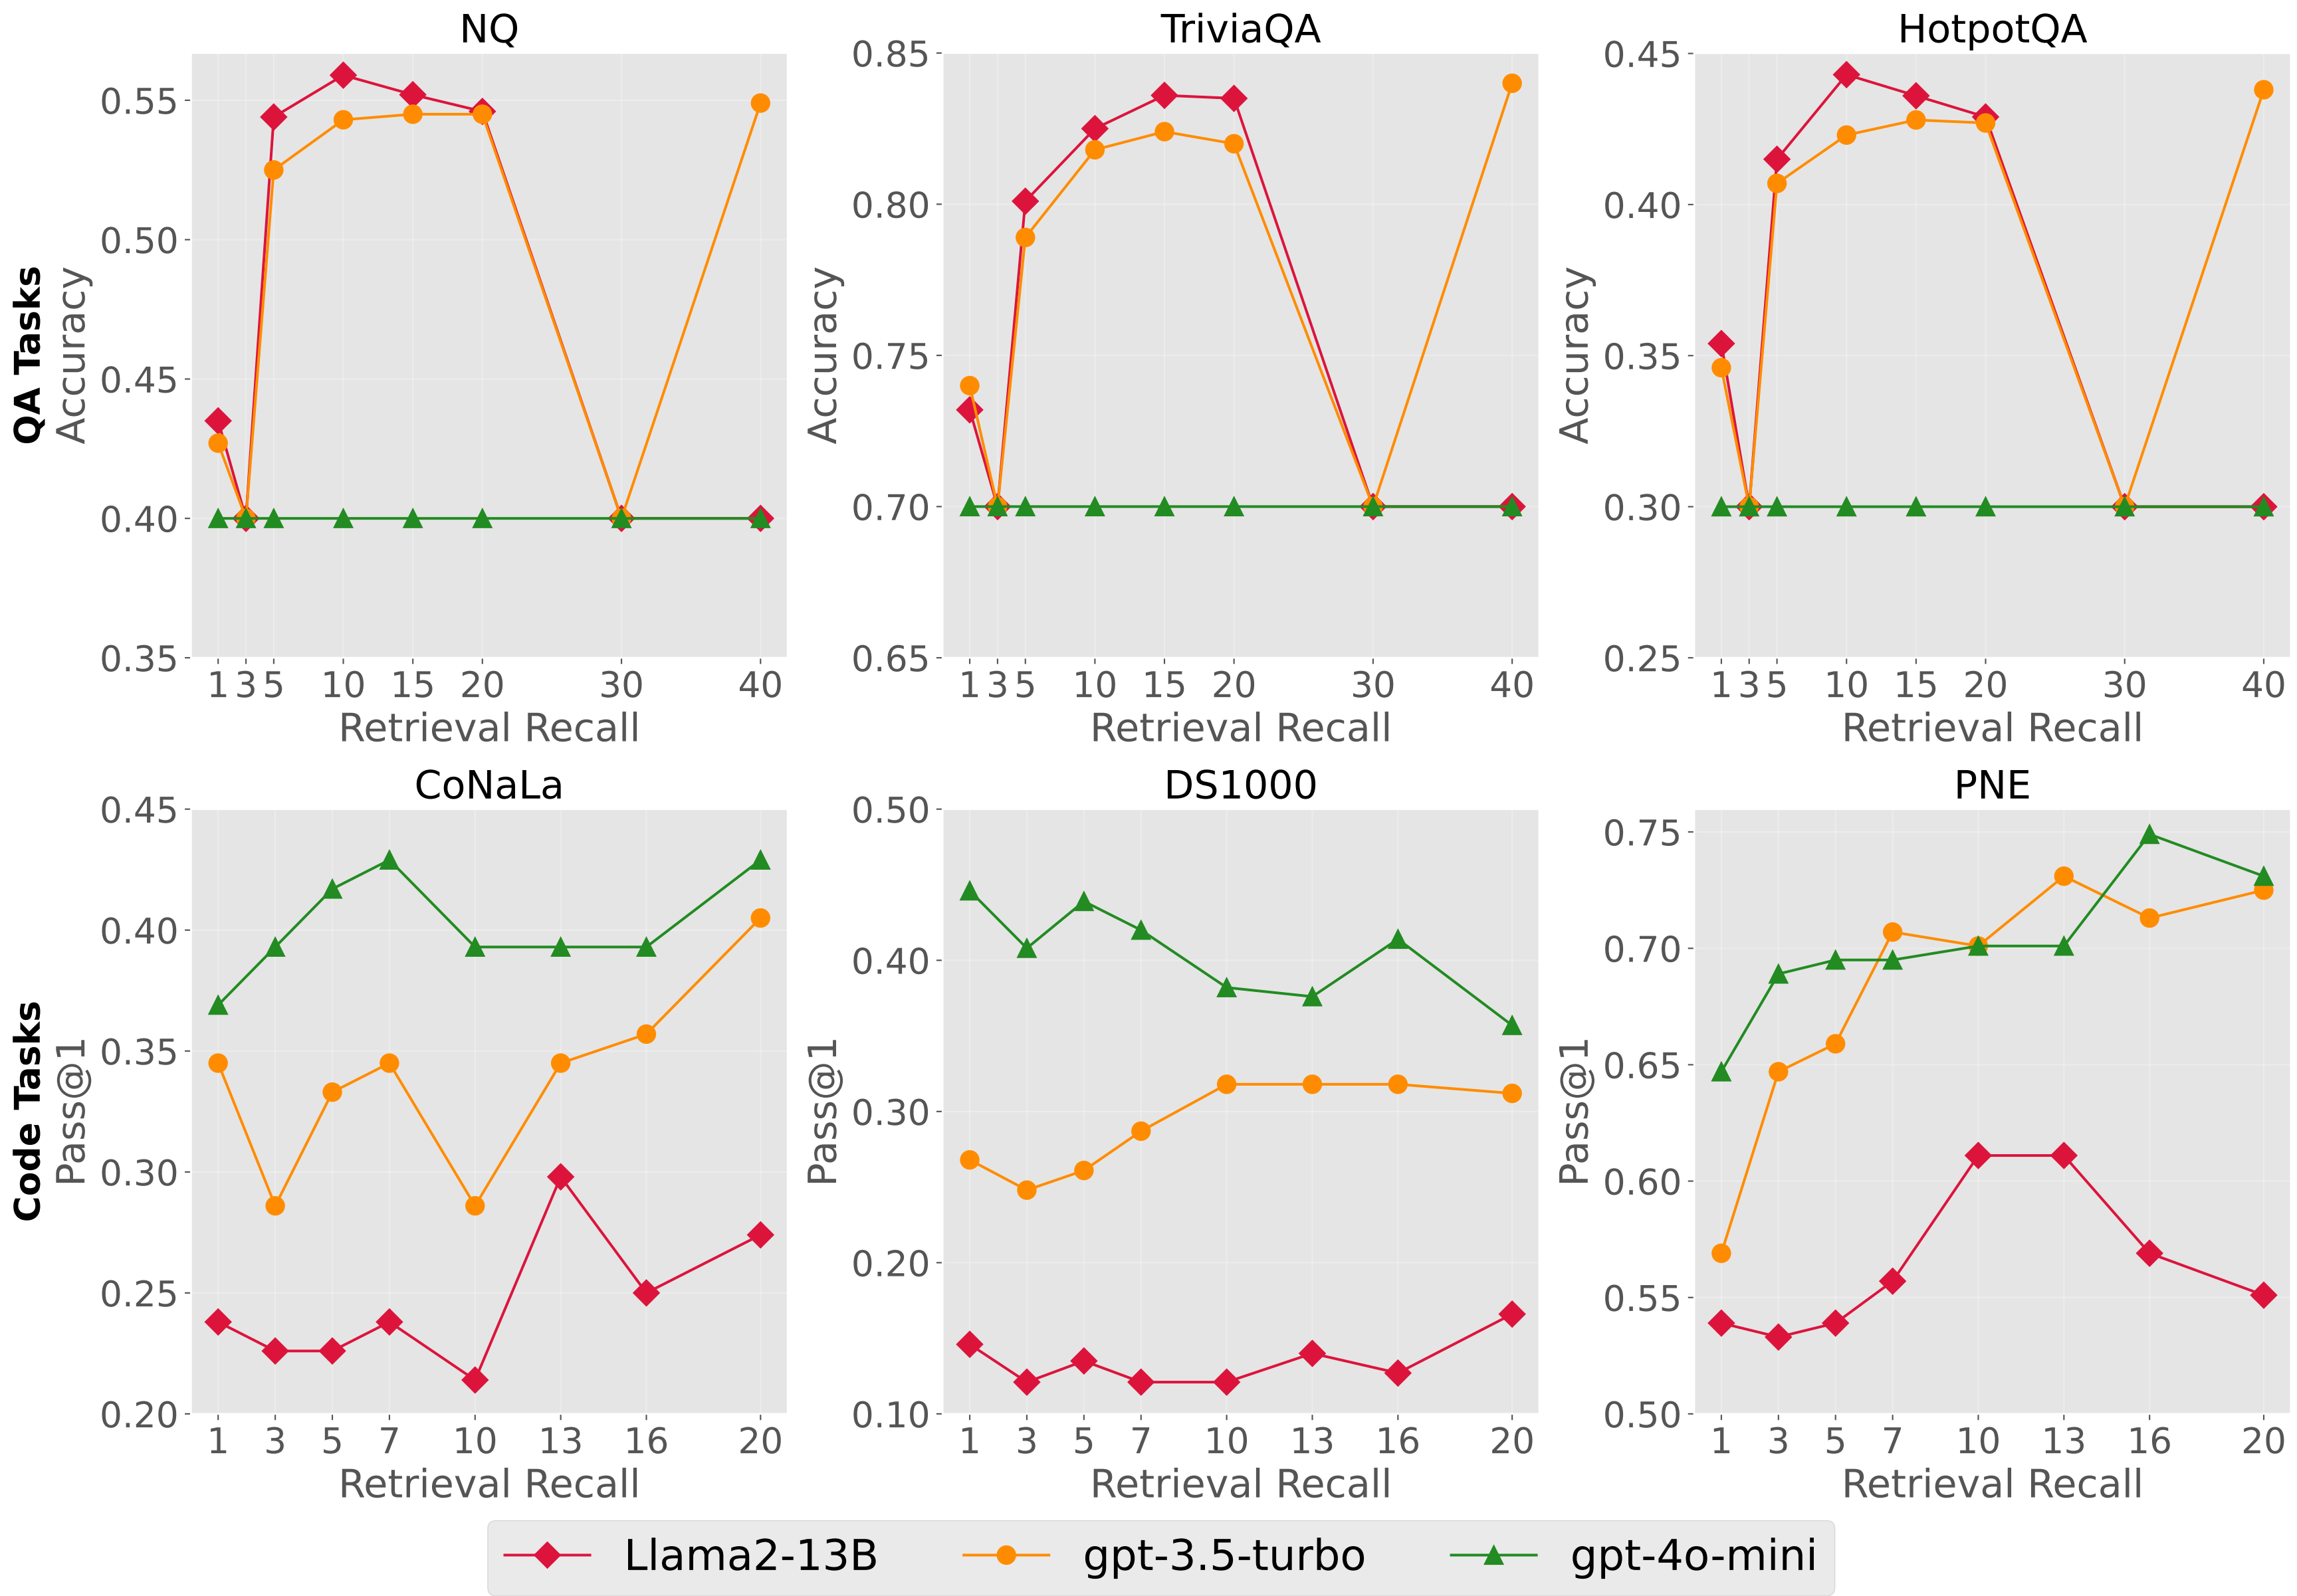 NQ
TriviaQA
HotpotQA
QA Tasks
Accuracy
0.55
0.50
0.45
0.40
0.35
1 3 5 10 15 20 30 40
Retrieval Recall
Accuracy
0.85
0.80
0.75
0.70
0.65
1 3 5 10 15 20 30 40
Retrieval Recall
Accuracy
0.45
0.40
0.35
0.30
0.25
1 3 5 10 15 20 30 40
Retrieval Recall
CoNaLa
DS1000
PNE
Code Tasks
Pass@1
0.45
0.40
0.35
0.30
0.25
0.20
1 3 5 7 10 13 16 20
Retrieval Recall
Pass@1
0.50
0.40
0.30
0.20
0.10
1 3 5 7 10 13 16 20
Retrieval Recall
Pass@1
0.75
0.70
0.65
0.60
0.55
0.50
1 3 5 7 10 13 16 20
Retrieval Recall
Llama2-13B gpt-3.5-turbo gpt-4o-mini